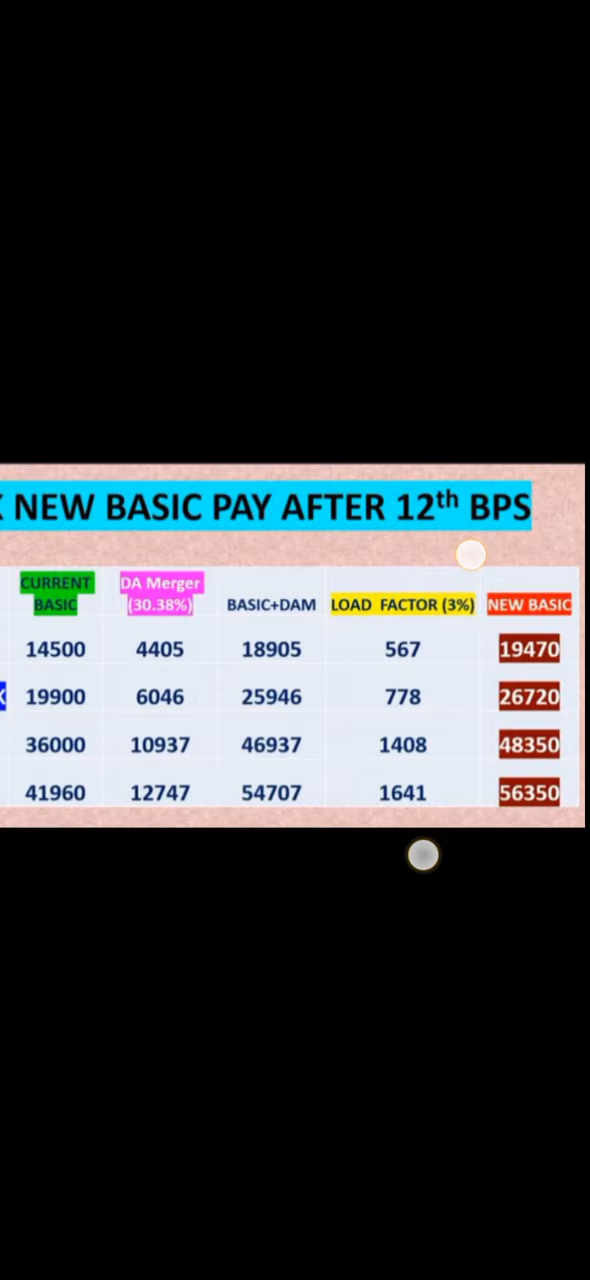 NEW BASIC PAY AFTER 12th BPS
CURRENT BASIC DA Merger (30.38%) BASIC+DAM LOAD FACTOR (3%) NEW BASIC
14500 4405 18905 567 19470
19900 6046 25946 778 26720
36000 10937 46937 1408 48350
41960 12747 54707 1641 56350